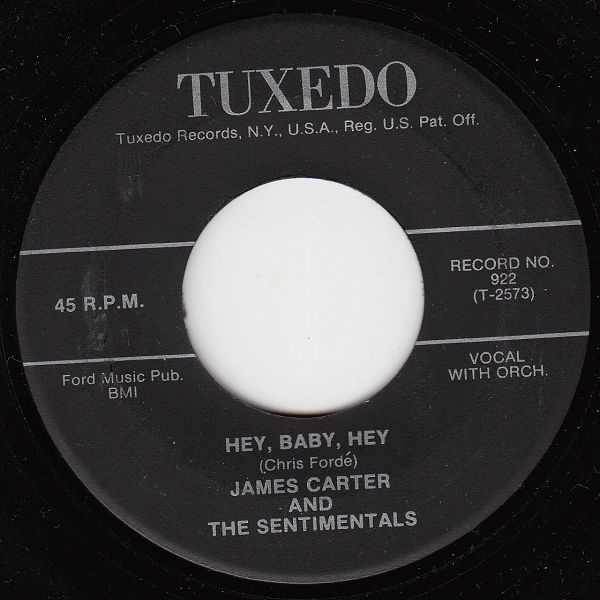 TUXEDO
Tuxedo Records, N.Y., U.S.A., Reg. U.S. Pat. Off.
45 R.P.M.
RECORD NO.
922
(T-2573)
Ford Music Pub.
BMI
VOCAL
WITH ORCH.
HEY, BABY, HEY
(Chris Fordé)
JAMES CARTER
AND
THE SENTIMENTALS